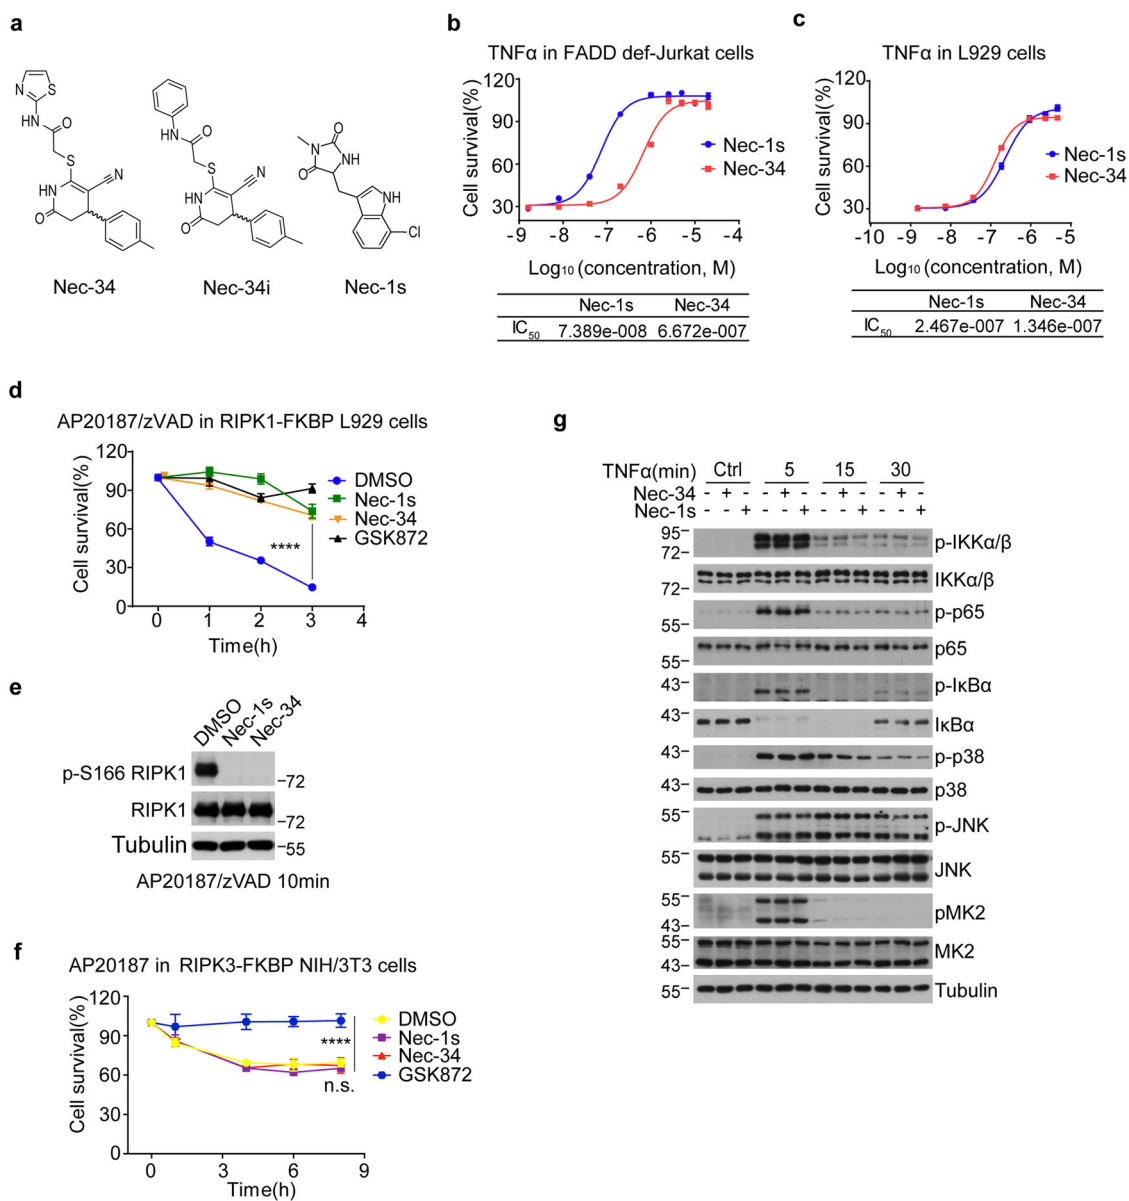 a
N
S
HN
O
S
HN
N
O
Nec-34
HN
O
S
HN
N
O
Nec-34i
O
N
NH
O
NH
Cl
Nec-1s
b
TNFα in FADD def-Jurkat cells
Cell survival(%)
120
90
60
30
-9 -8 -7 -6 -5 -4
Log₁₀ (concentration, M)
Nec-1s
Nec-34
Nec-1s Nec-34
IC₅₀ 7.389e-008 6.672e-007
c
TNFα in L929 cells
Cell survival(%)
120
90
60
30
-10 -9 -8 -7 -6 -5
Log₁₀ (concentration, M)
Nec-1s
Nec-34
Nec-1s Nec-34
IC₅₀ 2.467e-007 1.346e-007
d
AP20187/zVAD in RIPK1-FKBP L929 cells
Cell survival(%)
120
90
60
30
0
0 1 2 3 4
Time(h)
****
DMSO
Nec-1s
Nec-34
GSK872
e
DMSO
Nec-1s
Nec-34
p-S166 RIPK1 −72
RIPK1 −72
Tubulin −55
AP20187/zVAD 10min
f
AP20187 in RIPK3-FKBP NIH/3T3 cells
Cell survival(%)
120
90
60
30
0
0 3 6 9
Time(h)
****
n.s.
DMSO
Nec-1s
Nec-34
GSK872
g
TNFα(min) Ctrl 5 15 30
Nec-34 - + - - + - - + - - + -
Nec-1s - - + - - + - - + - - +
95−
72− p-IKKα/β
72− IKKα/β
55− p-p65
55− p65
43− p-IκBα
43− IκBα
43− p-p38
43− p38
55− p-JNK
55− JNK
55−
43− pMK2
55−
43− MK2
55− Tubulin